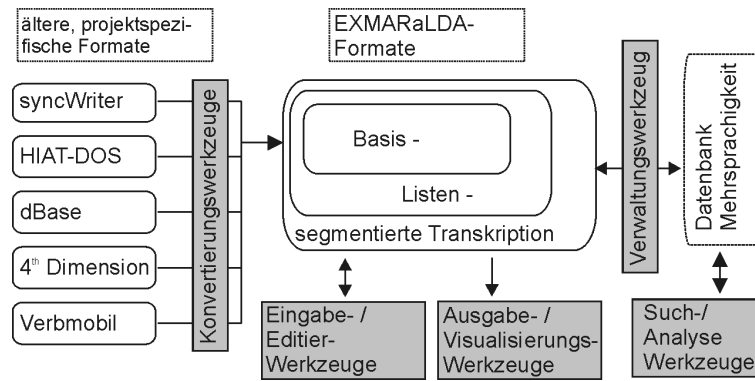 ältere, projektspezi-
fische Formate
EXMARaLDA-
Formate
syncWriter
HIAT-DOS
dBase
4th Dimension
Verbmobil
Konvertierungswerkzeuge
Basis -
Listen -
segmentierte Transkription
Verwaltungswerkzeug
Datenbank
Mehrsprachigkeit
Eingabe- /
Editier-
Werkzeuge
Ausgabe- /
Visualisierungs-
Werkzeuge
Such-/
Analyse
Werkzeuge